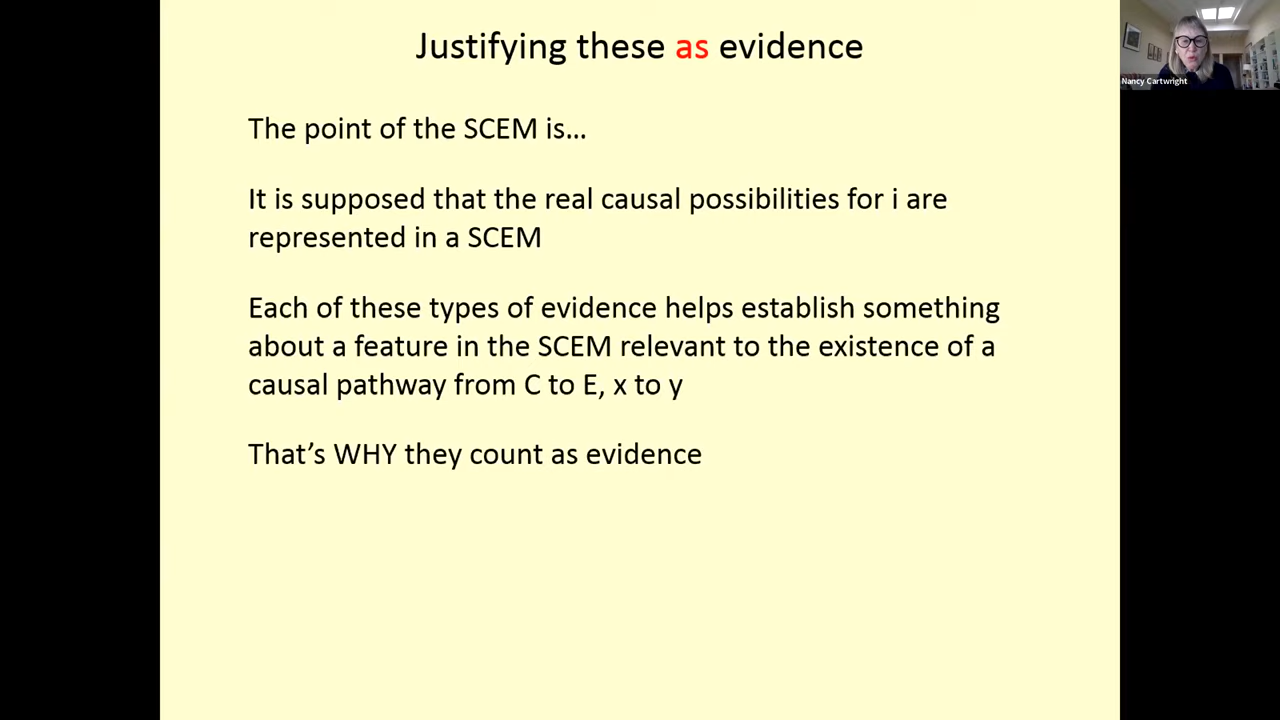 Justifying these as evidence
Nancy Cartwright
The point of the SCEM is...
It is supposed that the real causal possibilities for i are
represented in a SCEM
Each of these types of evidence helps establish something
about a feature in the SCEM relevant to the existence of a
causal pathway from C to E, x to y
That’s WHY they count as evidence